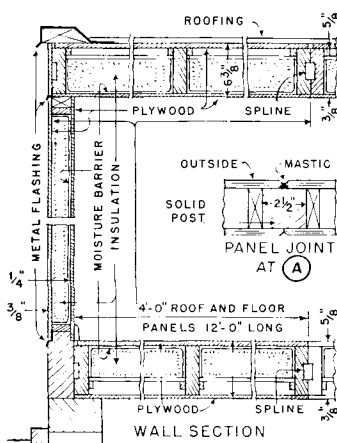 ROOFING
5/8"
6 3/8"
3/8"
PLYWOOD
SPLINE
METAL FLASHING
MOISTURE BARRIER
INSULATION
OUTSIDE
MASTIC
SOLID
POST
2 1/2"
PANEL JOINT
AT A
1/4"
3/8"
4'-0" ROOF AND FLOOR
PANELS 12'-0" LONG
5/8"
PLYWOOD
SPLINE
3/8"
WALL SECTION